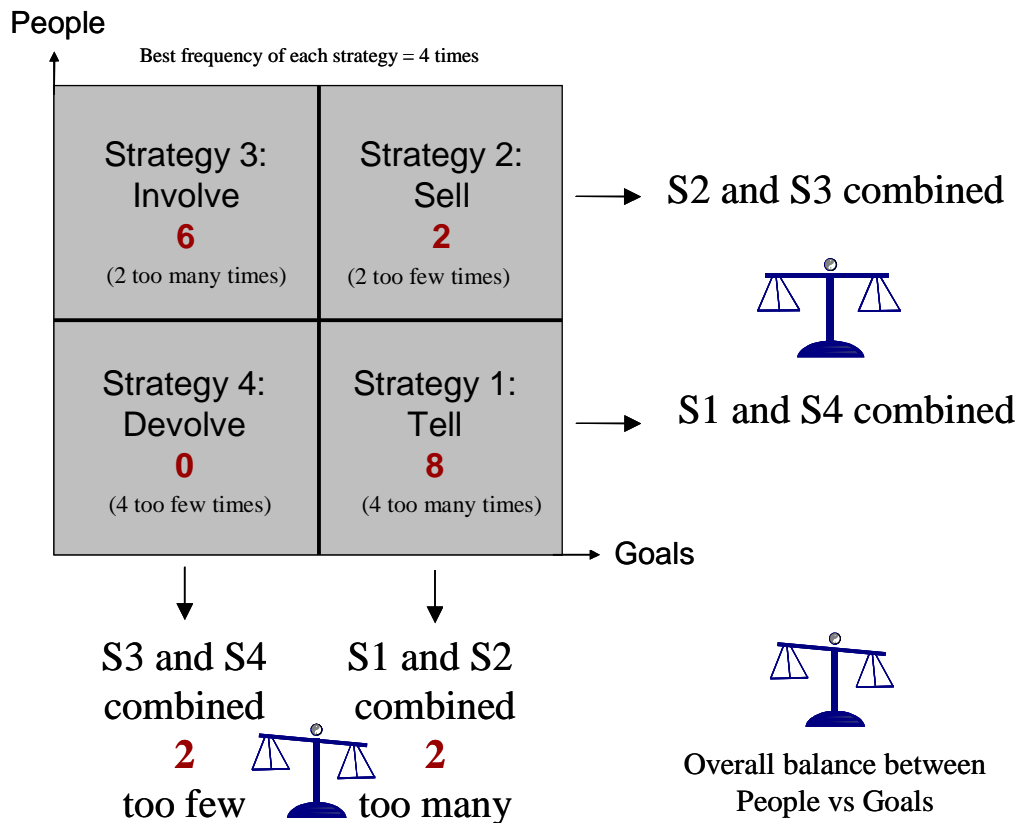 People
Best frequency of each strategy = 4 times
Strategy 3:
Involve
6
(2 too many times)
Strategy 2:
Sell
2
(2 too few times)
S2 and S3 combined
Strategy 4:
Devolve
0
(4 too few times)
Strategy 1:
Tell
8
(4 too many times)
S1 and S4 combined
Goals
S3 and S4
combined
2
too few
S1 and S2
combined
2
too many
Overall balance between
People vs Goals